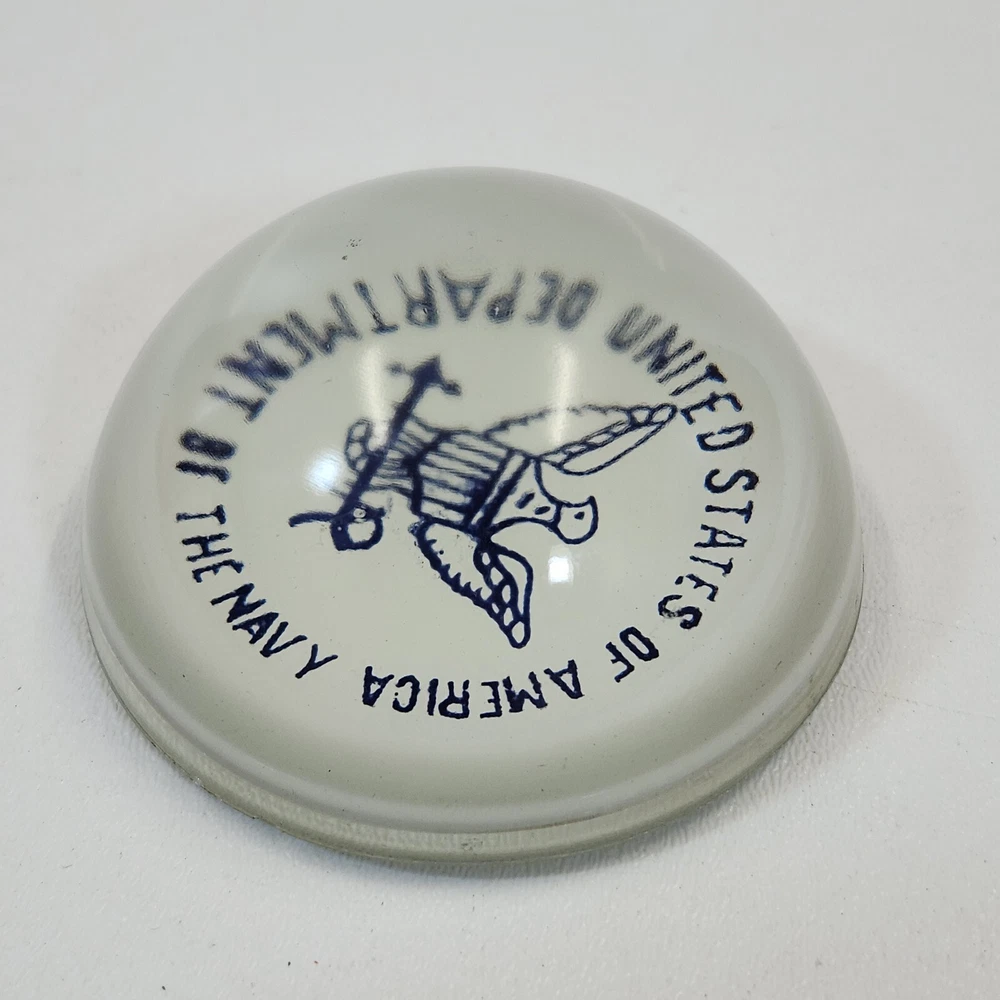 UNITED STATES OF AMERICA
DEPARTMENT OF THE NAVY